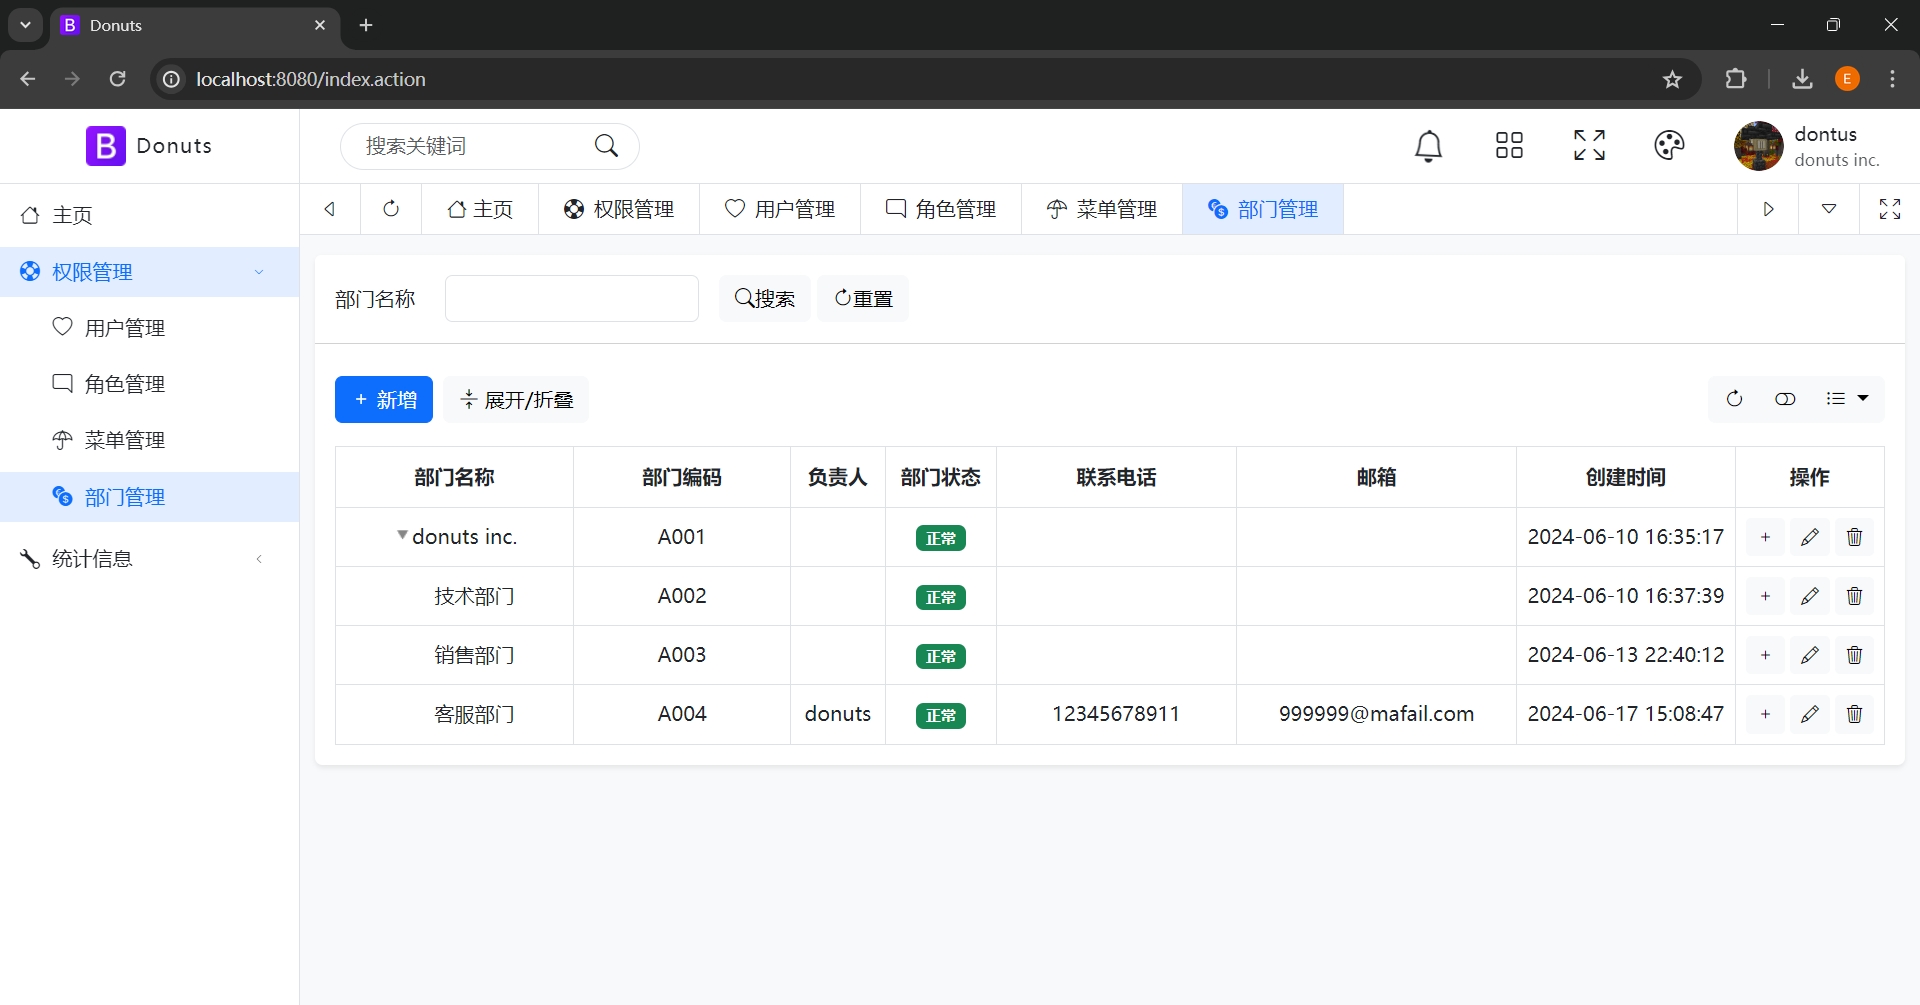 Donuts
localhost:8080/index.action
E
B Donuts
搜索关键词
dontus
donuts inc.
主页
权限管理
用户管理
角色管理
菜单管理
部门管理
统计信息
主页 权限管理 用户管理 角色管理 菜单管理 部门管理
部门名称 搜索 重置
+ 新增 展开/折叠
部门名称 部门编码 负责人 部门状态 联系电话 邮箱 创建时间 操作
donuts inc. A001 正常 2024-06-10 16:35:17
技术部门 A002 正常 2024-06-10 16:37:39
销售部门 A003 正常 2024-06-13 22:40:12
客服部门 A004 donuts 正常 12345678911 999999@mafail.com 2024-06-17 15:08:47